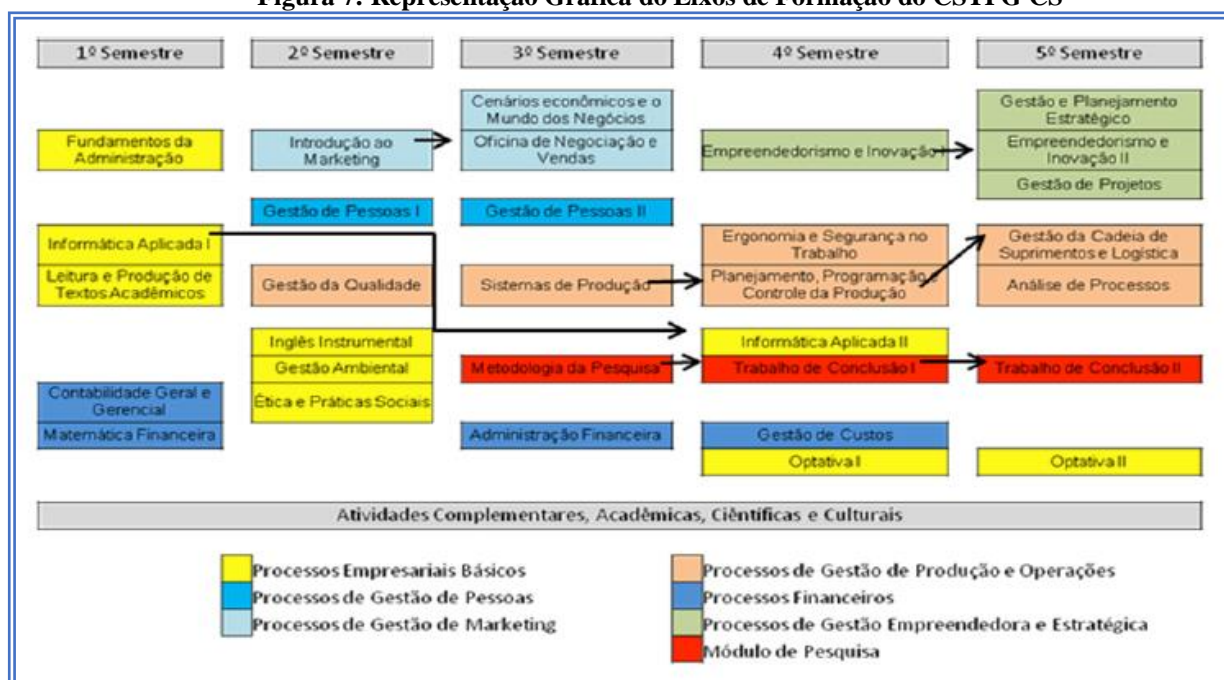 Figura 7: Representação Gráfica do Eixos de Formação do CSTPG-CS
1º Semestre
2º Semestre
3º Semestre
4º Semestre
5º Semestre
Fundamentos da
Administração
Informática Aplicada I
Leitura e Produção de
Textos Acadêmicos
Contabilidade Geral e
Gerencial
Matemática Financeira
Introdução ao
Marketing
Gestão de Pessoas I
Gestão da Qualidade
Inglês Instrumental
Gestão Ambiental
Ética e Práticas Sociais
Cenários econômicos e o
Mundo dos Negócios
Oficina de Negociação e
Vendas
Gestão de Pessoas II
Sistemas de Produção
Metodologia da Pesquisa
Administração Financeira
Empreendedorismo e Inovação I
Ergonomia e Segurança no
Trabalho
Planejamento, Programação e
Controle da Produção
Informática Aplicada II
Trabalho de Conclusão I
Gestão de Custos
Optativa I
Gestão e Planejamento
Estratégico
Empreendedorismo e
Inovação II
Gestão de Projetos
Gestão da Cadeia de
Suprimentos e Logística
Análise de Processos
Trabalho de Conclusão II
Optativa II
Atividades Complementares, Acadêmicas, Ciêntíficas e Culturais
Processos Empresariais Básicos
Processos de Gestão de Pessoas
Processos de Gestão de Marketing
Processos de Gestão de Produção e Operações
Processos Financeiros
Processos de Gestão Empreendedora e Estratégica
Módulo de Pesquisa